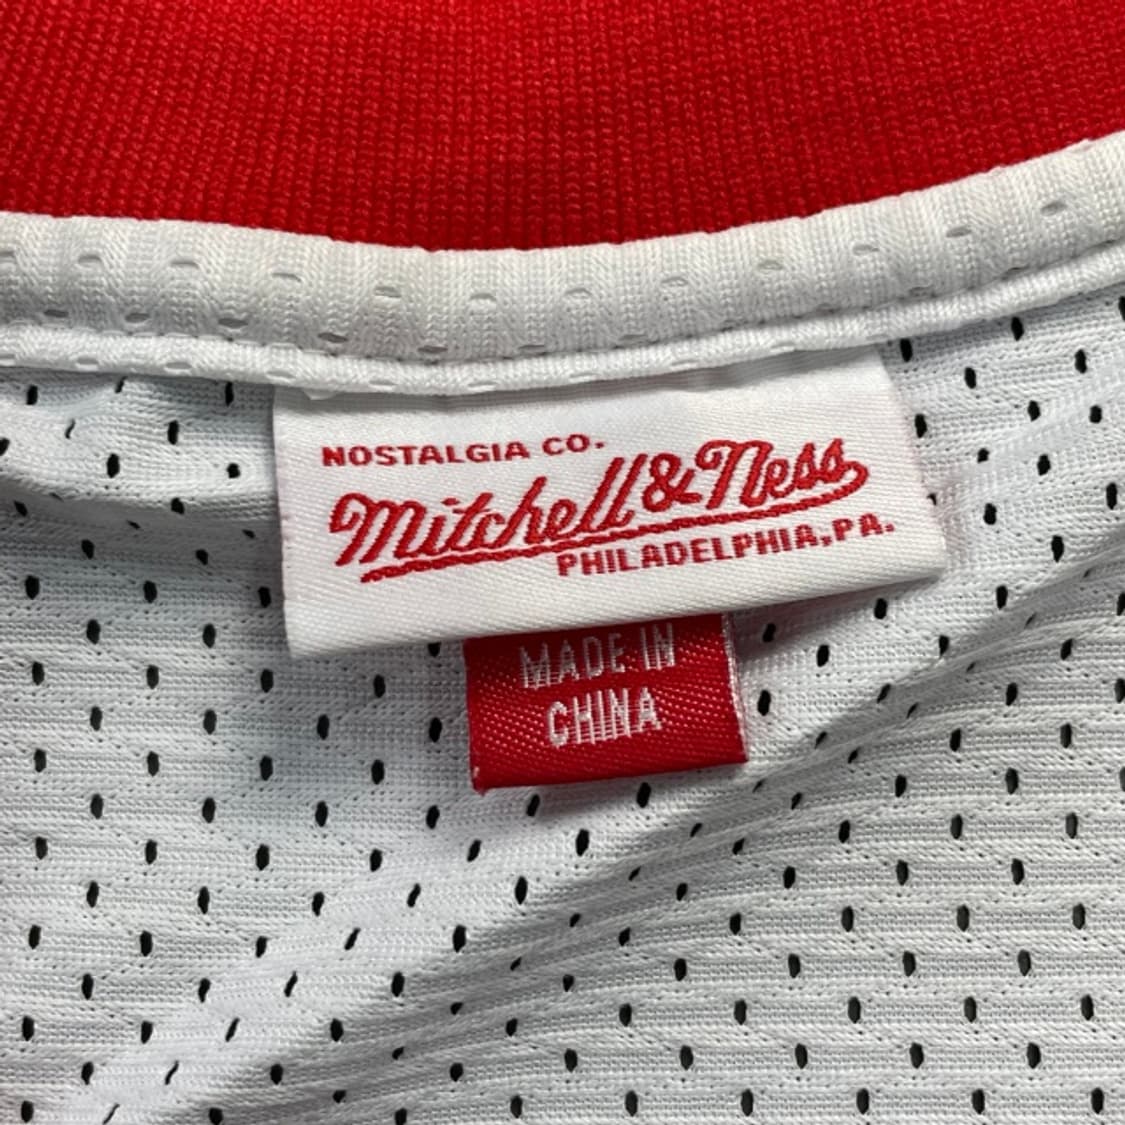 NOSTALGIA CO.
Mitchell & Ness
PHILADELPHIA, PA.
MADE IN
CHINA